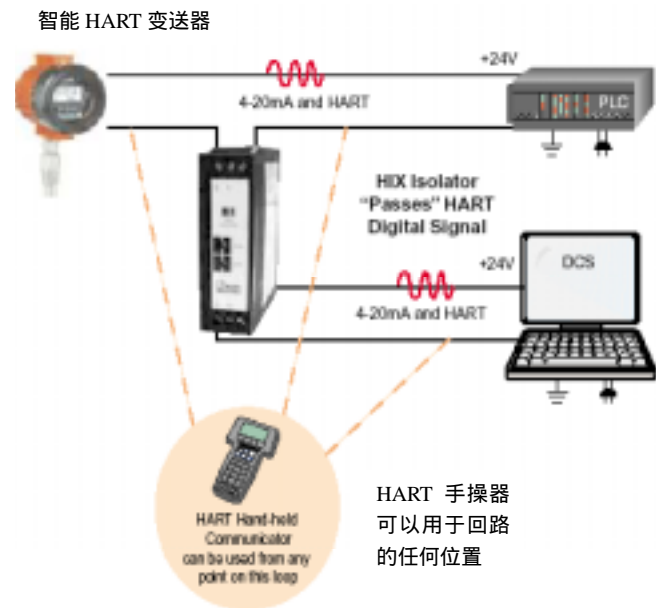 智能 HART 变送器
+24V
4-20mA and HART
PLC
HIX Isolator
"Passes" HART
Digital Signal
+24V
DCS
4-20mA and HART
HART Hand-held
Communicator
can be used from any
point on this loop
HART 手操器
可以用于回路
的任何位置